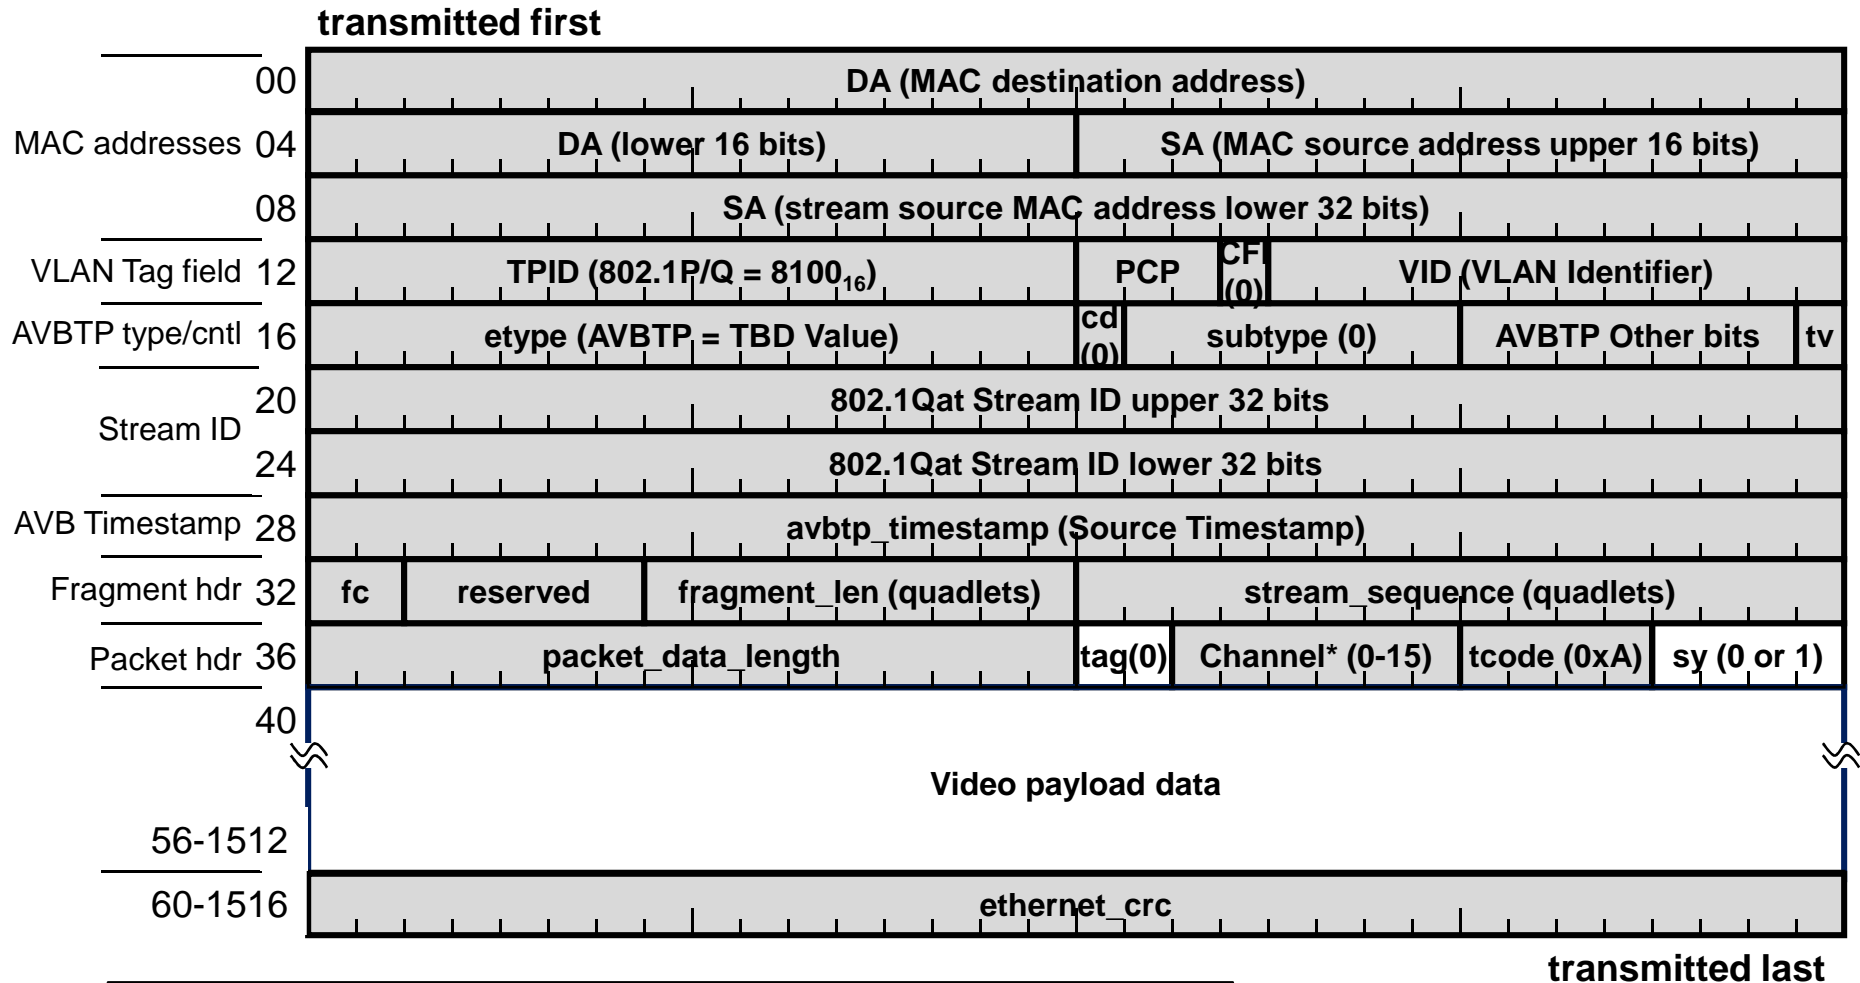 transmitted first
00 DA (MAC destination address)
MAC addresses 04 DA (lower 16 bits) SA (MAC source address upper 16 bits)
08 SA (stream source MAC address lower 32 bits)
VLAN Tag field 12 TPID (802.1P/Q = 8100₁₆) PCP CFI (0) VID (VLAN Identifier)
AVBTP type/cntl 16 etype (AVBTP = TBD Value) cd (0) subtype (0) AVBTP Other bits tv
20 802.1Qat Stream ID upper 32 bits
Stream ID
24 802.1Qat Stream ID lower 32 bits
AVB Timestamp 28 avbtp_timestamp (Source Timestamp)
Fragment hdr 32 fc reserved fragment_len (quadlets) stream_sequence (quadlets)
Packet hdr 36 packet_data_length tag(0) Channel* (0-15) tcode (0xA) sy (0 or 1)
40
Video payload data
56-1512
60-1516 ethernet_crc
transmitted last